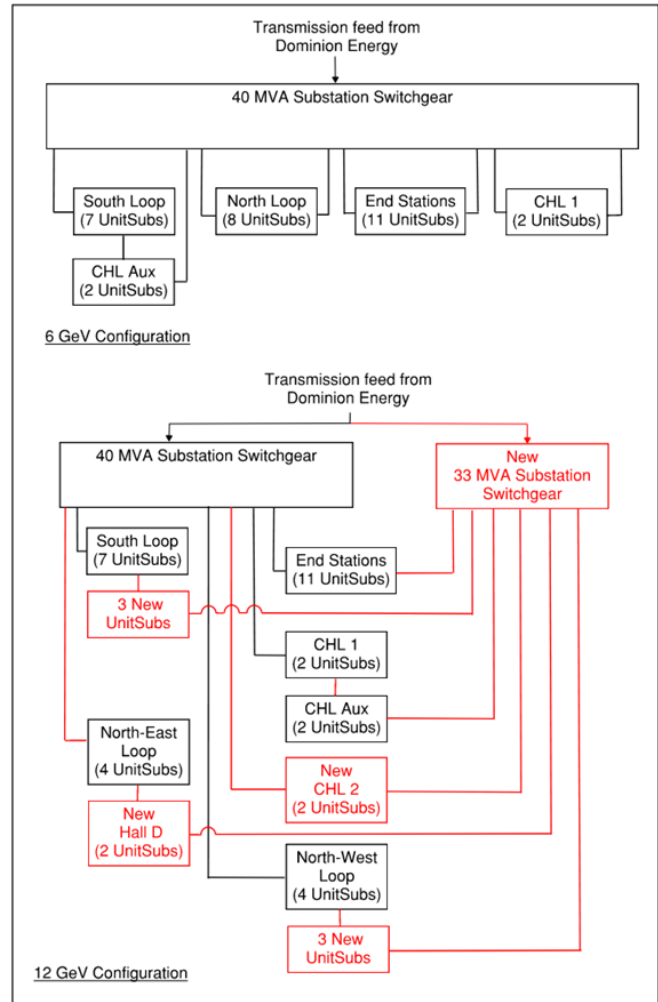 Transmission feed from
Dominion Energy
40 MVA Substation Switchgear
South Loop
(7 UnitSubs)
North Loop
(8 UnitSubs)
End Stations
(11 UnitSubs)
CHL 1
(2 UnitSubs)
CHL Aux
(2 UnitSubs)
6 GeV Configuration
Transmission feed from
Dominion Energy
40 MVA Substation Switchgear
New
33 MVA Substation
Switchgear
South Loop
(7 UnitSubs)
End Stations
(11 UnitSubs)
3 New
UnitSubs
CHL 1
(2 UnitSubs)
CHL Aux
(2 UnitSubs)
North-East
Loop
(4 UnitSubs)
New
CHL 2
(2 UnitSubs)
New
Hall D
(2 UnitSubs)
North-West
Loop
(4 UnitSubs)
3 New
UnitSubs
12 GeV Configuration